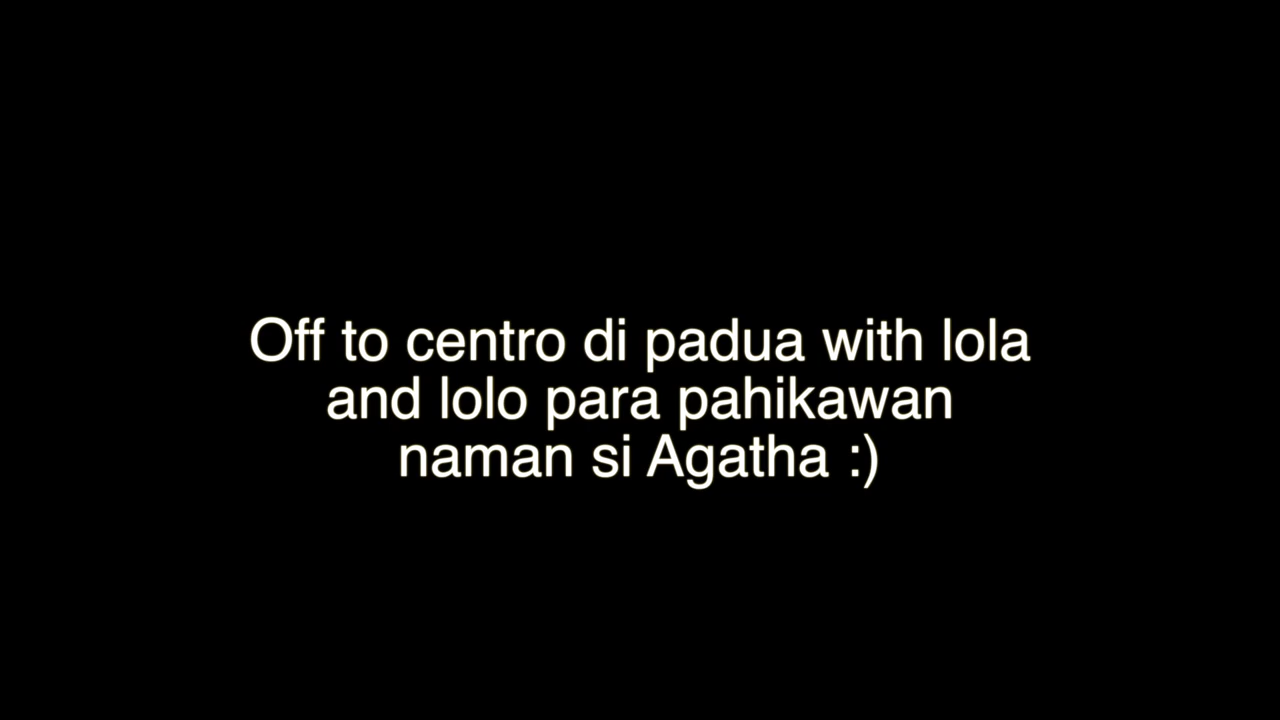 Off to centro di padua with lola
and lolo para pahikawan
naman si Agatha :)